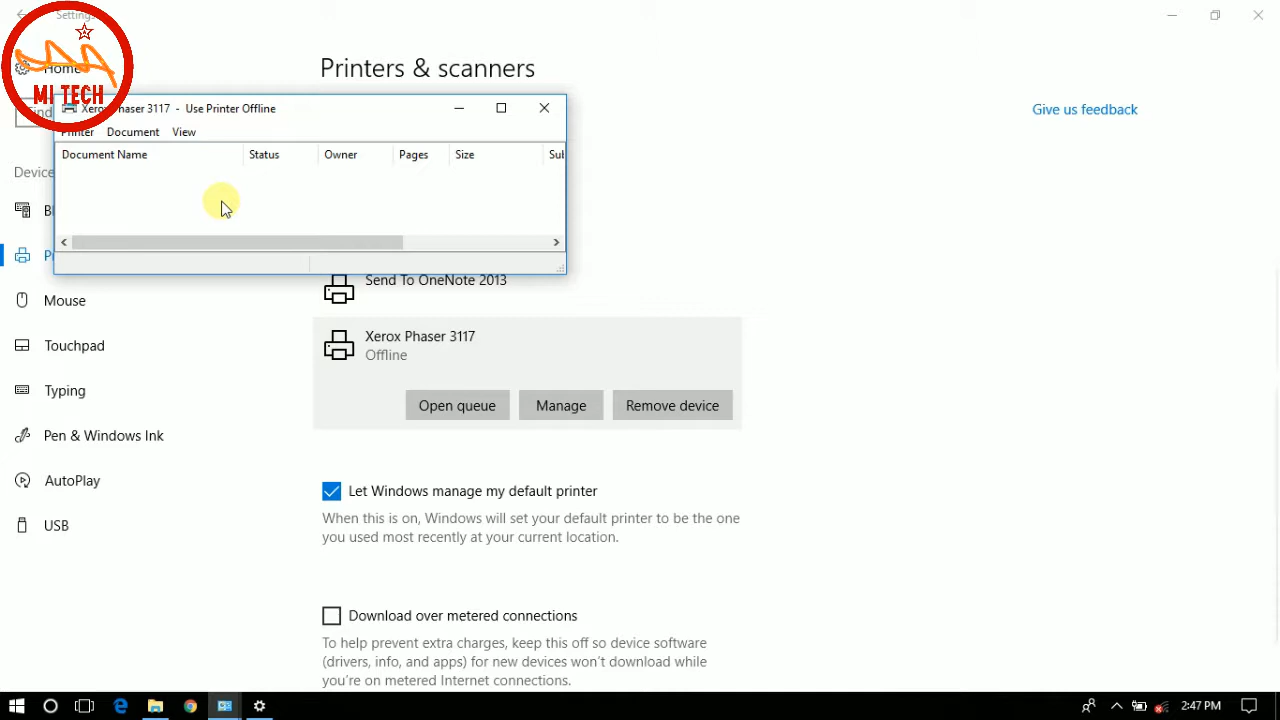 Settings
MI TECH
Home
Find
Printers & scanners
Give us feedback
Xerox Phaser 3117 - Use Printer Offline
Printer Document View
Document Name Status Owner Pages Size Sub
Device
B
P
Mouse
Touchpad
Typing
Pen & Windows Ink
AutoPlay
USB
Send To OneNote 2013
Xerox Phaser 3117
Offline
Open queue Manage Remove device
Let Windows manage my default printer
When this is on, Windows will set your default printer to be the one
you used most recently at your current location.
Download over metered connections
To help prevent extra charges, keep this off so device software
(drivers, info, and apps) for new devices won't download while
you're on metered Internet connections.
2:47 PM